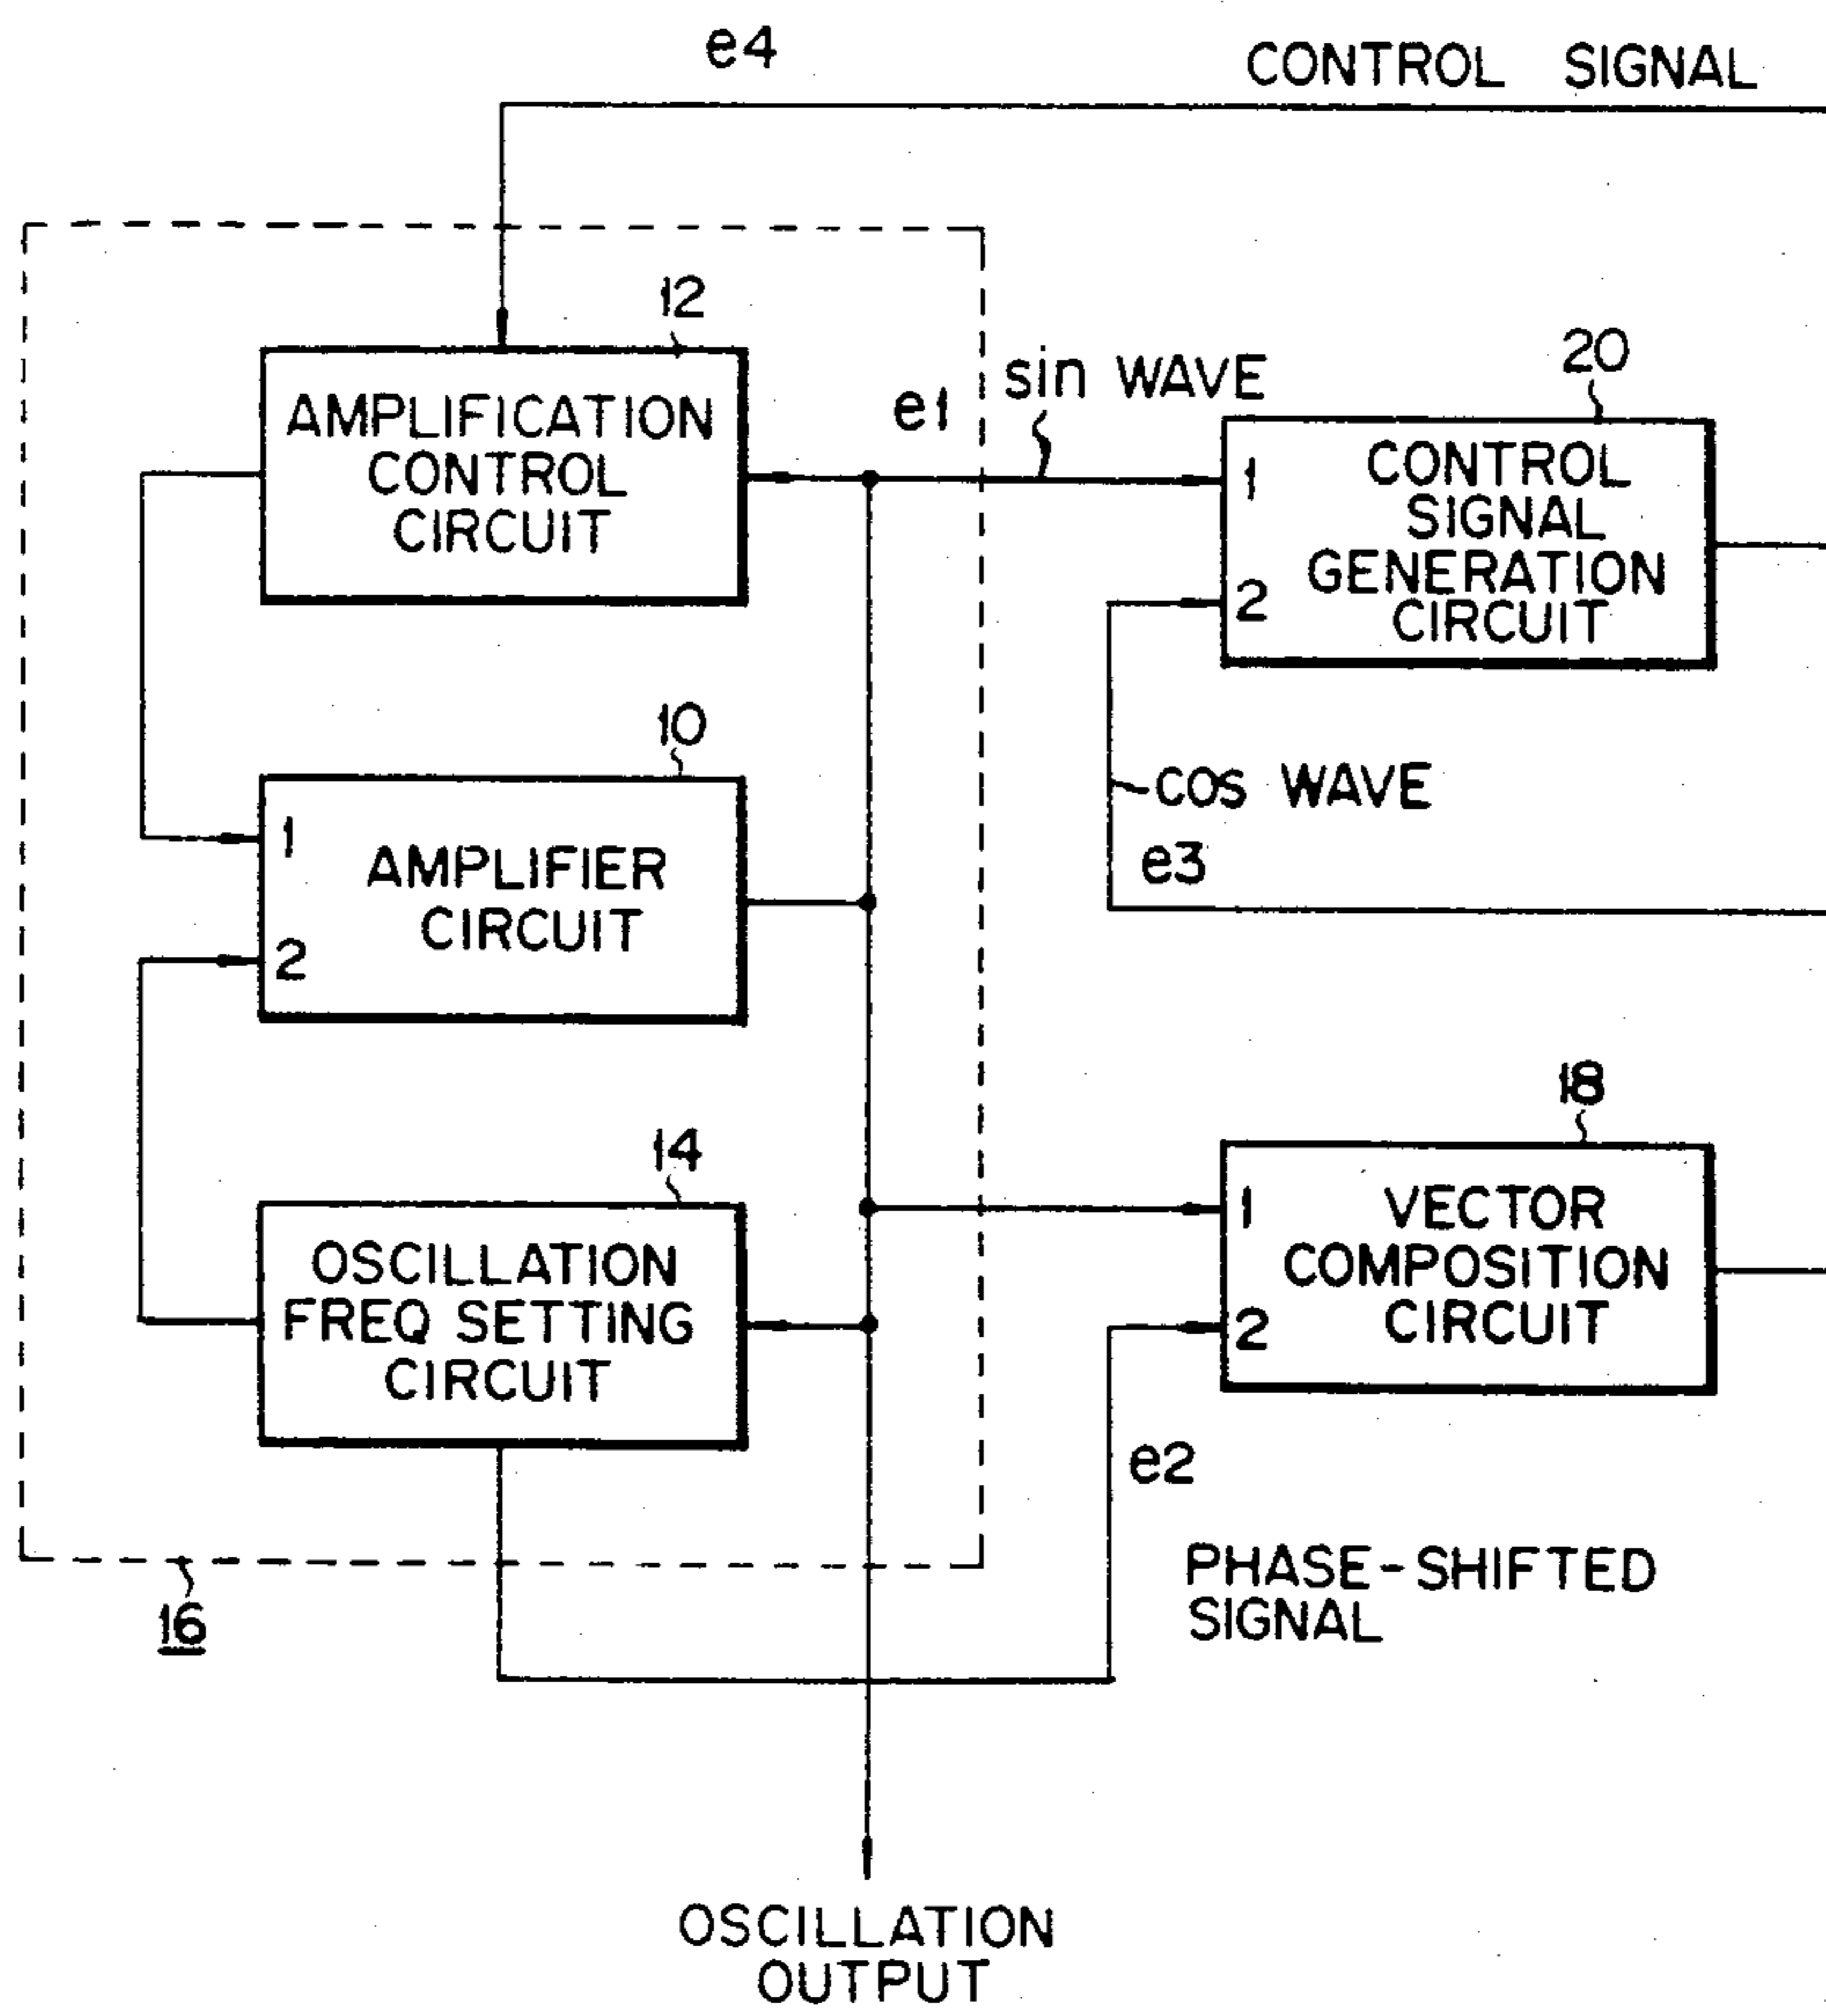 e4
CONTROL SIGNAL
12
AMPLIFICATION
CONTROL
CIRCUIT
e1
sin WAVE
20
1
CONTROL
SIGNAL
GENERATION
2
CIRCUIT
10
1
AMPLIFIER
CIRCUIT
2
COS WAVE
e3
14
OSCILLATION
FREQ SETTING
CIRCUIT
18
1
VECTOR
COMPOSITION
CIRCUIT
2
e2
PHASE-SHIFTED
SIGNAL
16
OSCILLATION
OUTPUT